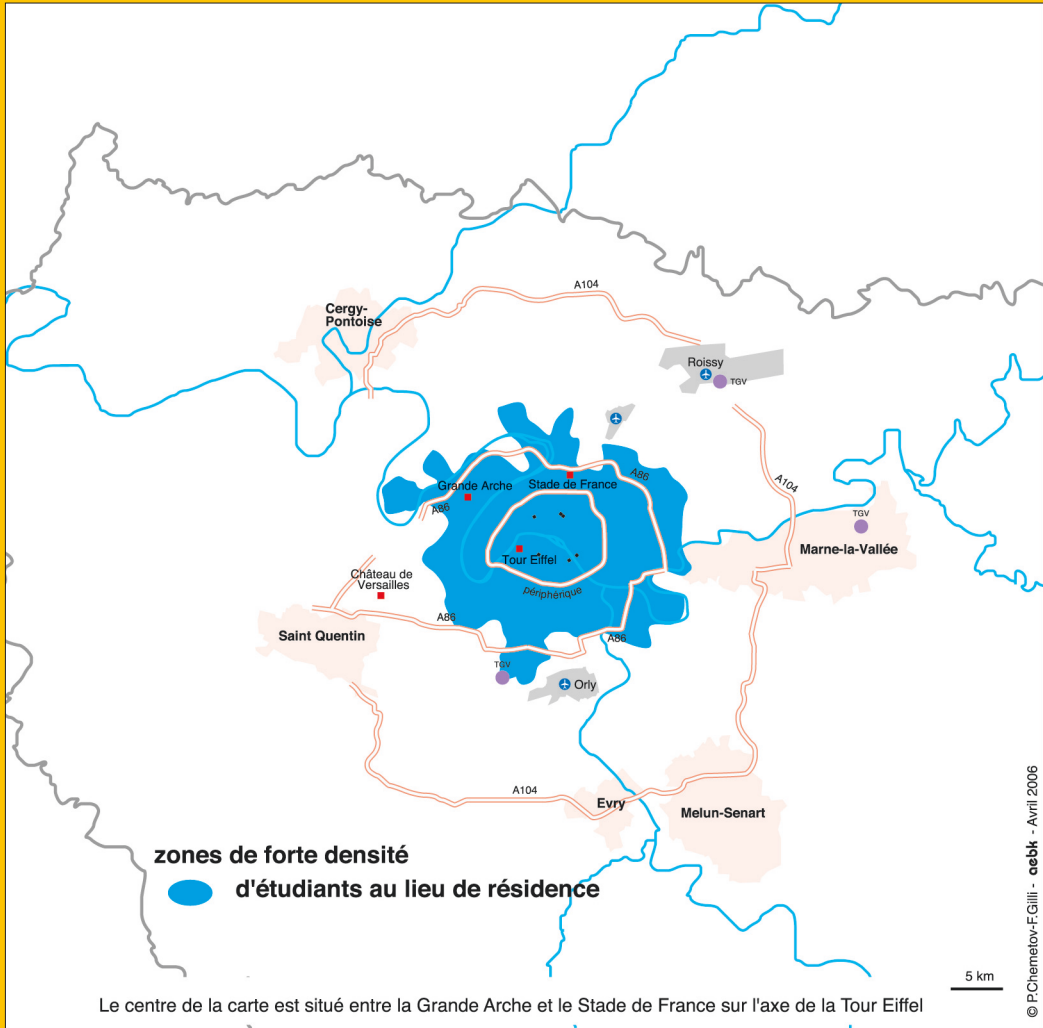 A104
Cergy-
Pontoise
Roissy
TGV
A86
Grande Arche
Stade de France
A86
A104
TGV
Marne-la-Vallée
Tour Eiffel
Château de
Versailles
périphérique
A86
A86
Saint Quentin
TGV
Orly
A104
Evry
Melun-Senart
zones de forte densité
d'étudiants au lieu de résidence
5 km
Le centre de la carte est situé entre la Grande Arche et le Stade de France sur l'axe de la Tour Eiffel
© P.Chemetov-F.Gilli - aebk - Avril 2006